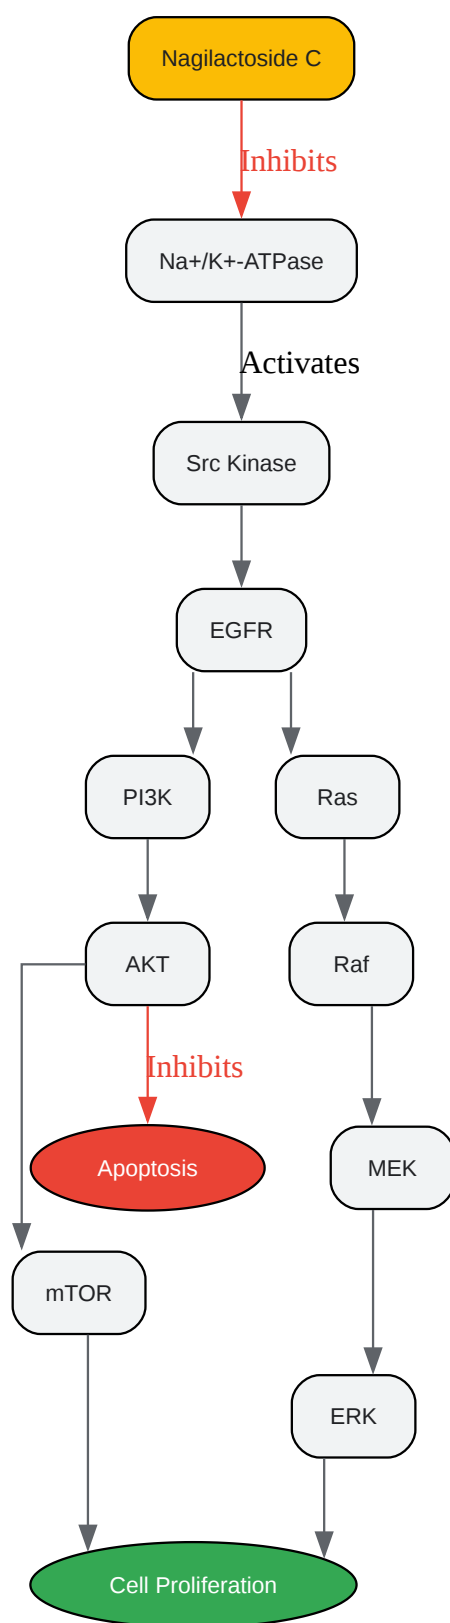 Nagilactoside C
Inhibits
Na+/K+-ATPase
Activates
Src Kinase
EGFR
PI3K
Ras
AKT
Raf
Inhibits
Apoptosis
MEK
mTOR
ERK
Cell Proliferation